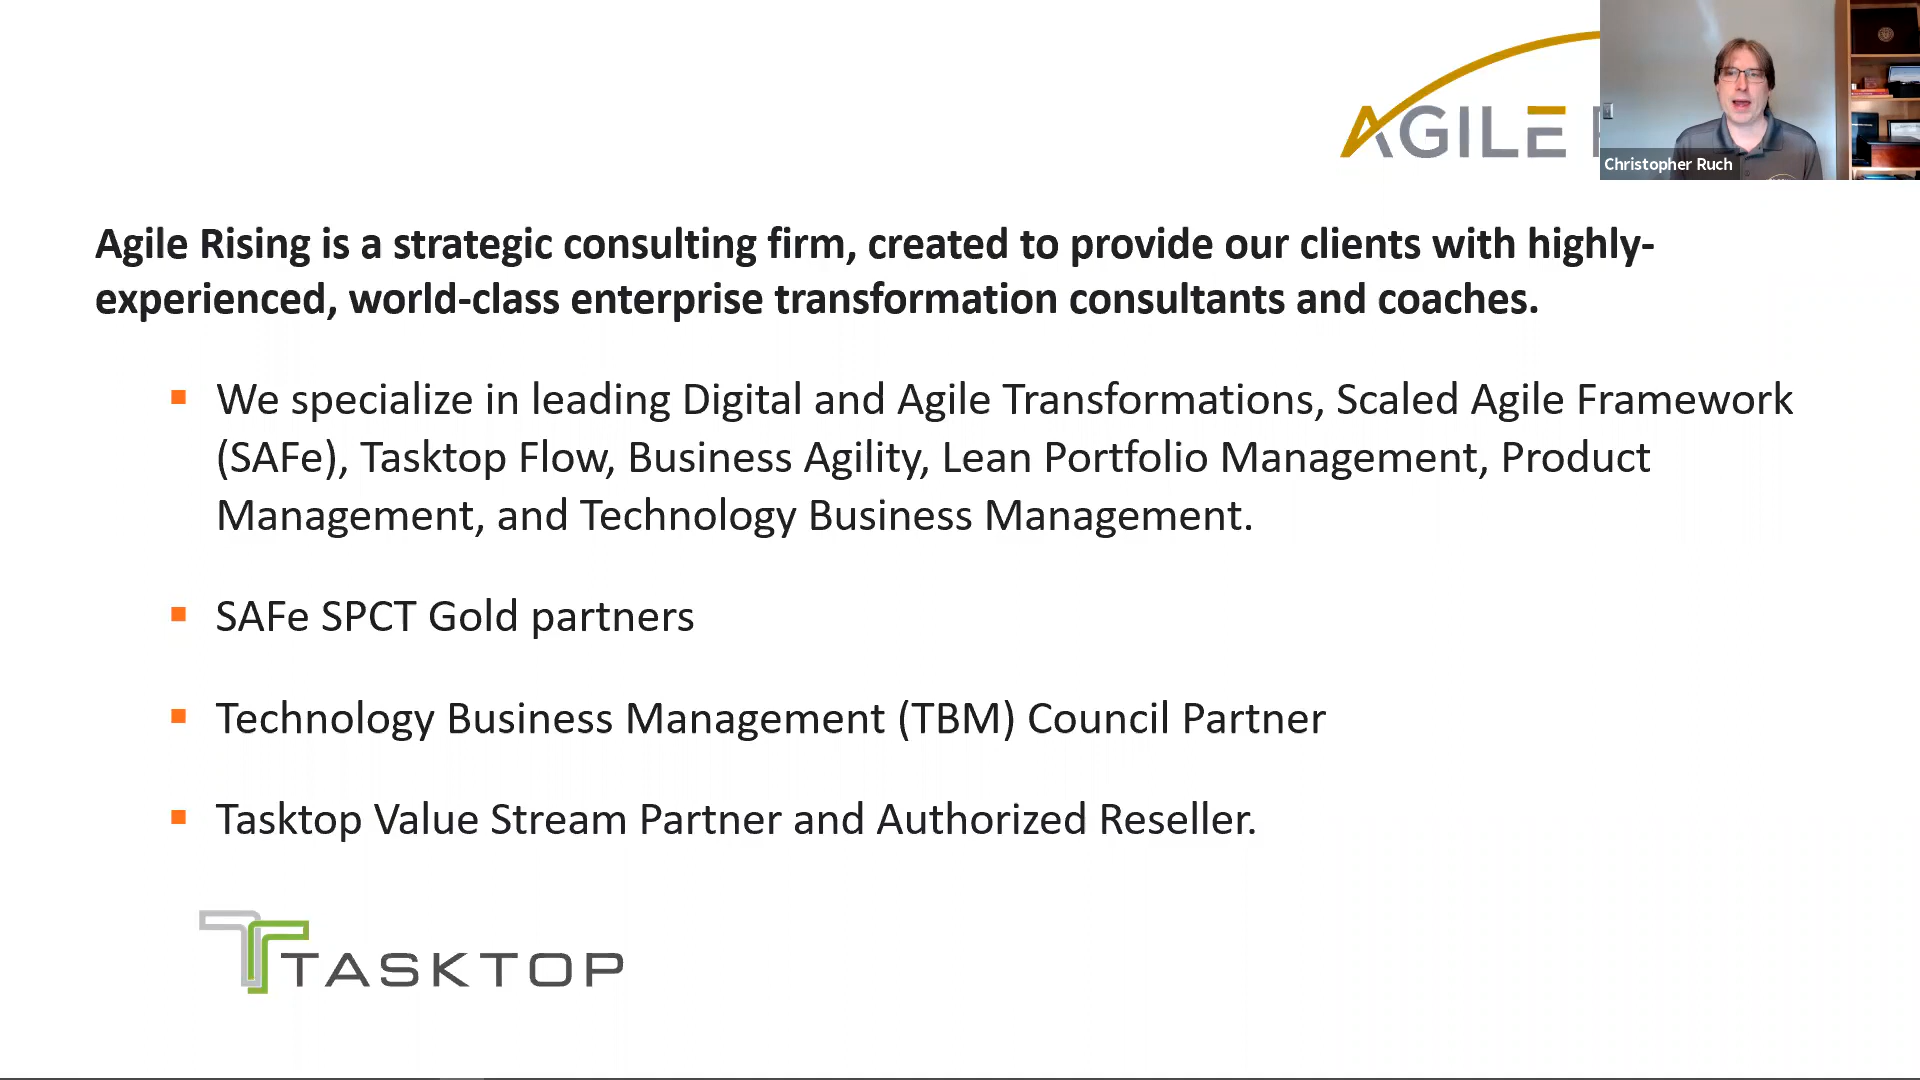 AGILE
Christopher Ruch
Agile Rising is a strategic consulting firm, created to provide our clients with highly-
experienced, world-class enterprise transformation consultants and coaches.
We specialize in leading Digital and Agile Transformations, Scaled Agile Framework
(SAFe), Tasktop Flow, Business Agility, Lean Portfolio Management, Product
Management, and Technology Business Management.
SAFe SPCT Gold partners
Technology Business Management (TBM) Council Partner
Tasktop Value Stream Partner and Authorized Reseller.
TASKTOP